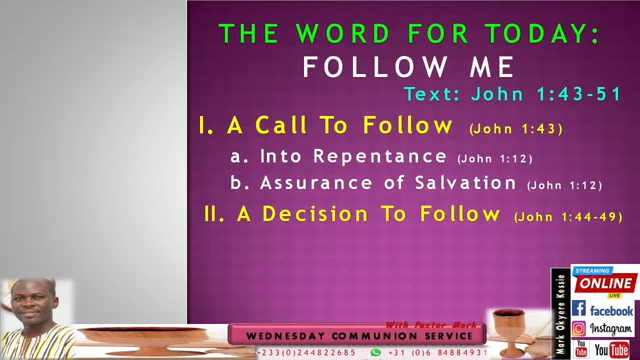 THE WORD FOR TODAY:
FOLLOW ME
Text: John 1:43-51
I. A Call To Follow (John 1:43)
a. Into Repentance (John 1:12)
b. Assurance of Salvation (John 1:12)
II. A Decision To Follow (John 1:44-49)
Mark Okyere Kessie
STREAMING
ONLINE
LIVE
facebook
Instagram
You Tube YouTube
With Pastor Mark
WEDNESDAY COMMUNION SERVICE
+233(0)244822685 +31 (0)6 84884931